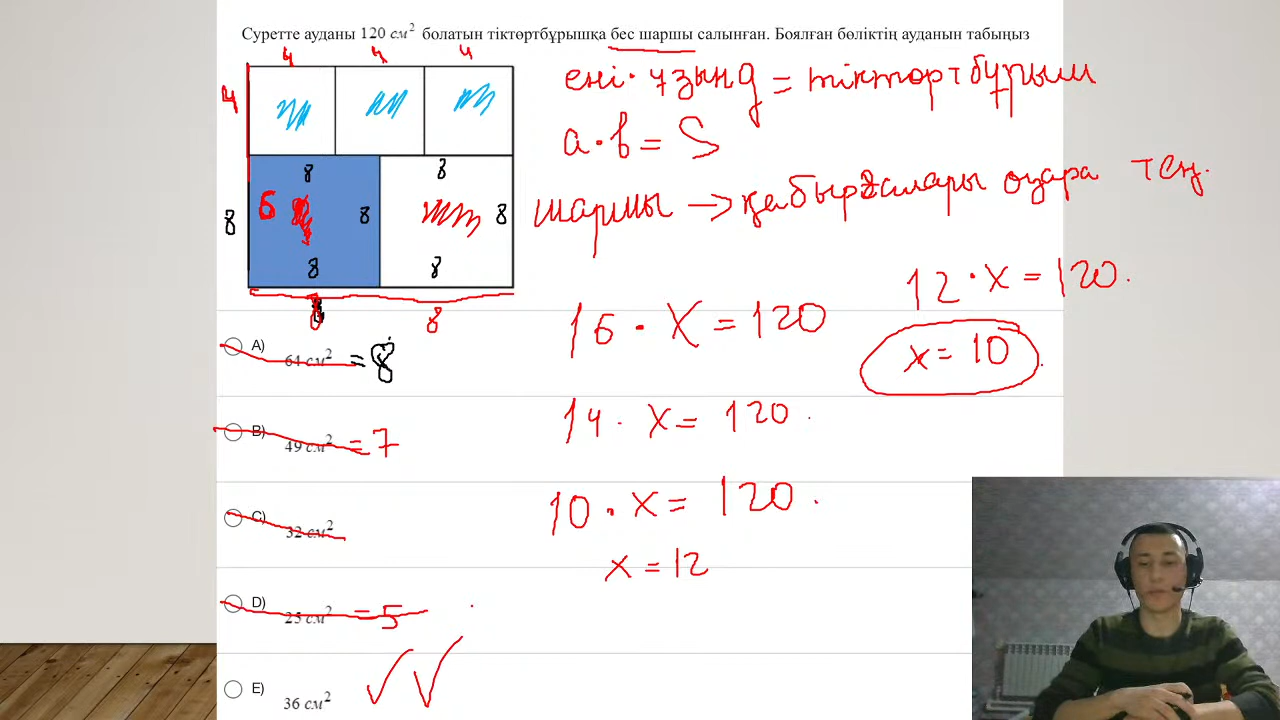 Суретте ауданы 120 см² болатын тіктөртбұрышқа бес шаршы салынған. Боялған бөліктің ауданын табыңыз
4 4 4
4
8 8
6 8 8
8
8 8
8
ені · ұзынд = тіктөртбұрыш
a · b = S
шаршы → қабырғалары өзара тең.
16 · x = 120
12 · x = 120.
x = 10.
14 · x = 120.
10 · x = 120.
x = 12
A) 64 см² = 8
B) 49 см² = 7
C) 32 см²
D) 25 см² = 5
E) 36 см²